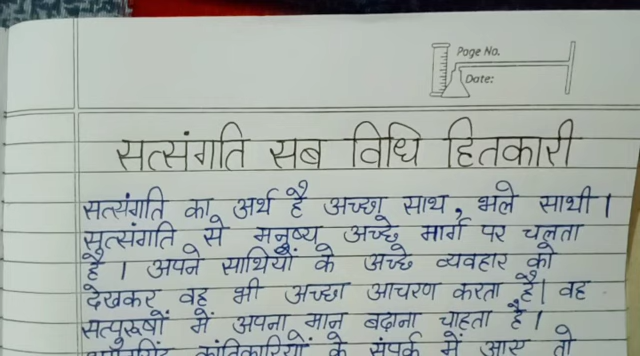 Page No.
Date:
सत्संगति सब विधि हितकारी
सत्संगति का अर्थ है अच्छा साथ, भले साथी।
सत्संगति से मनुष्य अच्छे मार्ग पर चलता
है। अपने साथियों के अच्छे व्यवहार को
देखकर वह भी अच्छा आचरण करता है। वह
सत्पुरुषों में अपना मान बढ़ाना चाहता है।
क्रांतिकारियों के संपर्क में आए तो